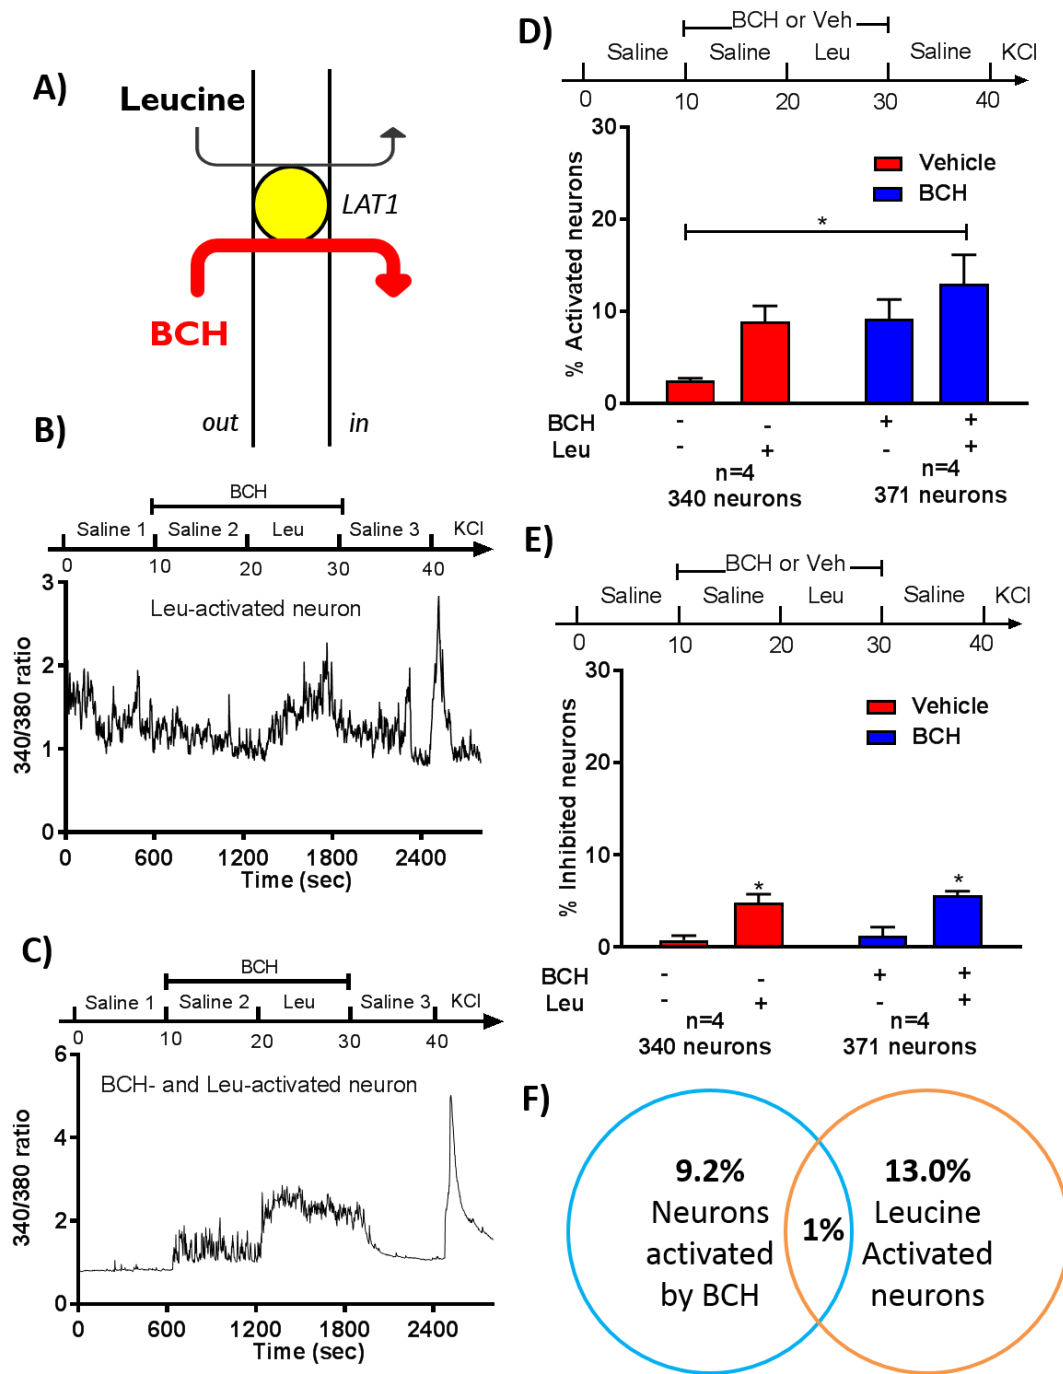 A)
Leucine
LAT1
BCH
out in
B)
BCH
Saline 1 Saline 2 Leu Saline 3 KCl
0 10 20 30 40
3
2
1
0
340/380 ratio
Leu-activated neuron
0 600 1200 1800 2400
Time (sec)
C)
BCH
Saline 1 Saline 2 Leu Saline 3 KCl
0 10 20 30 40
6
4
2
0
340/380 ratio
BCH- and Leu-activated neuron
0 600 1200 1800 2400
Time (sec)
D)
BCH or Veh
Saline Saline Leu Saline KCl
0 10 20 30 40
30
20
10
0
% Activated neurons
Vehicle
BCH
*
BCH - - + +
Leu - + - +
n=4 n=4
340 neurons 371 neurons
E)
BCH or Veh
Saline Saline Leu Saline KCl
0 10 20 30 40
30
20
10
0
% Inhibited neurons
Vehicle
BCH
* *
BCH - - + +
Leu - + - +
n=4 n=4
340 neurons 371 neurons
F)
9.2%
Neurons
activated
by BCH
1%
13.0%
Leucine
Activated
neurons